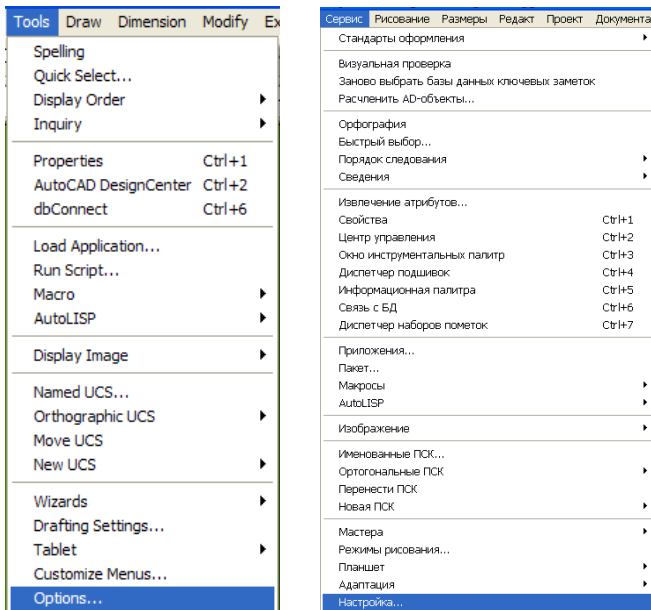 Tools Draw Dimension Modify Ex
Spelling
Quick Select...
Display Order
Inquiry
Properties Ctrl+1
AutoCAD DesignCenter Ctrl+2
dbConnect Ctrl+6
Load Application...
Run Script...
Macro
AutoLISP
Display Image
Named UCS...
Orthographic UCS
Move UCS
New UCS
Wizards
Drafting Settings...
Tablet
Customize Menus...
Options...
Сервис Рисование Размеры Редакт Проект Документа
Стандарты оформления
Визуальная проверка
Заново выбрать базы данных ключевых заметок
Расчленить AD-объекты...
Орфография
Быстрый выбор...
Порядок следования
Сведения
Извлечение атрибутов...
Свойства Ctrl+1
Центр управления Ctrl+2
Окно инструментальных палитр Ctrl+3
Диспетчер подшивок Ctrl+4
Информационная палитра Ctrl+5
Связь с БД Ctrl+6
Диспетчер наборов пометок Ctrl+7
Приложения...
Пакет...
Макросы
AutoLISP
Изображение
Именованные ПСК...
Ортогональные ПСК
Перенести ПСК
Новая ПСК
Мастера
Режимы рисования...
Планшет
Адаптация
Настройка...